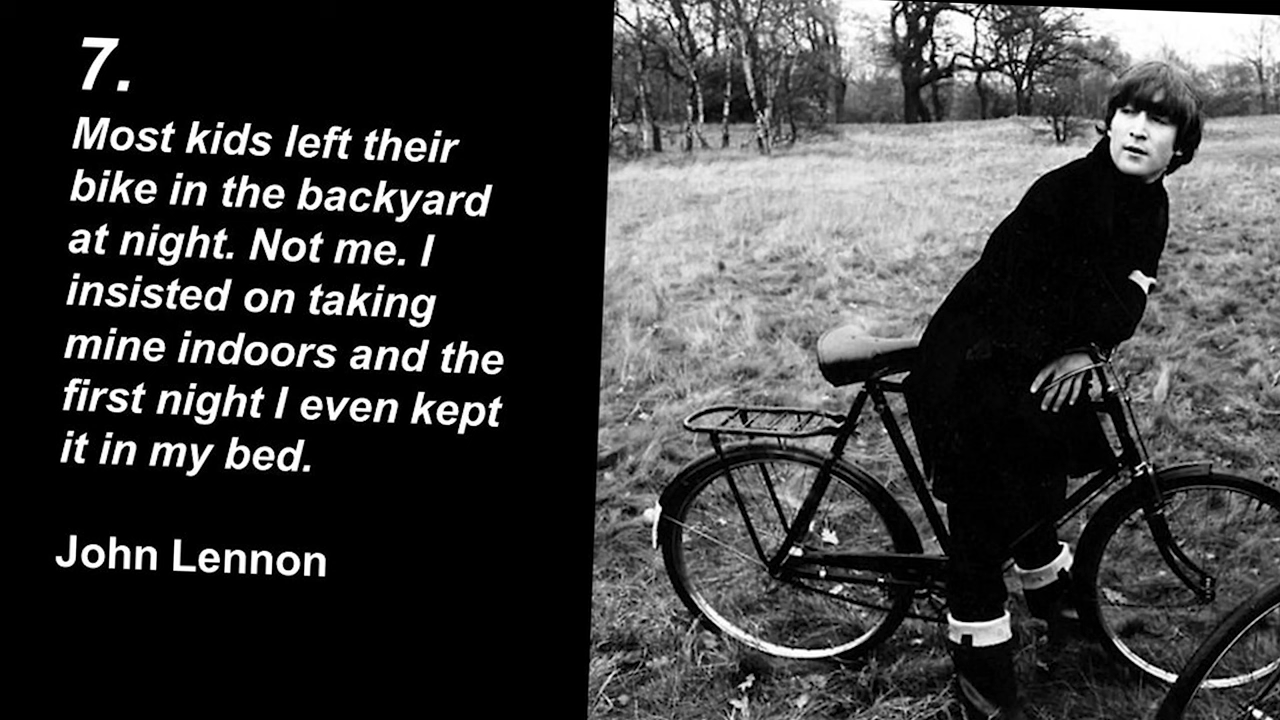 7.
Most kids left their
bike in the backyard
at night. Not me. I
insisted on taking
mine indoors and the
first night I even kept
it in my bed.
John Lennon